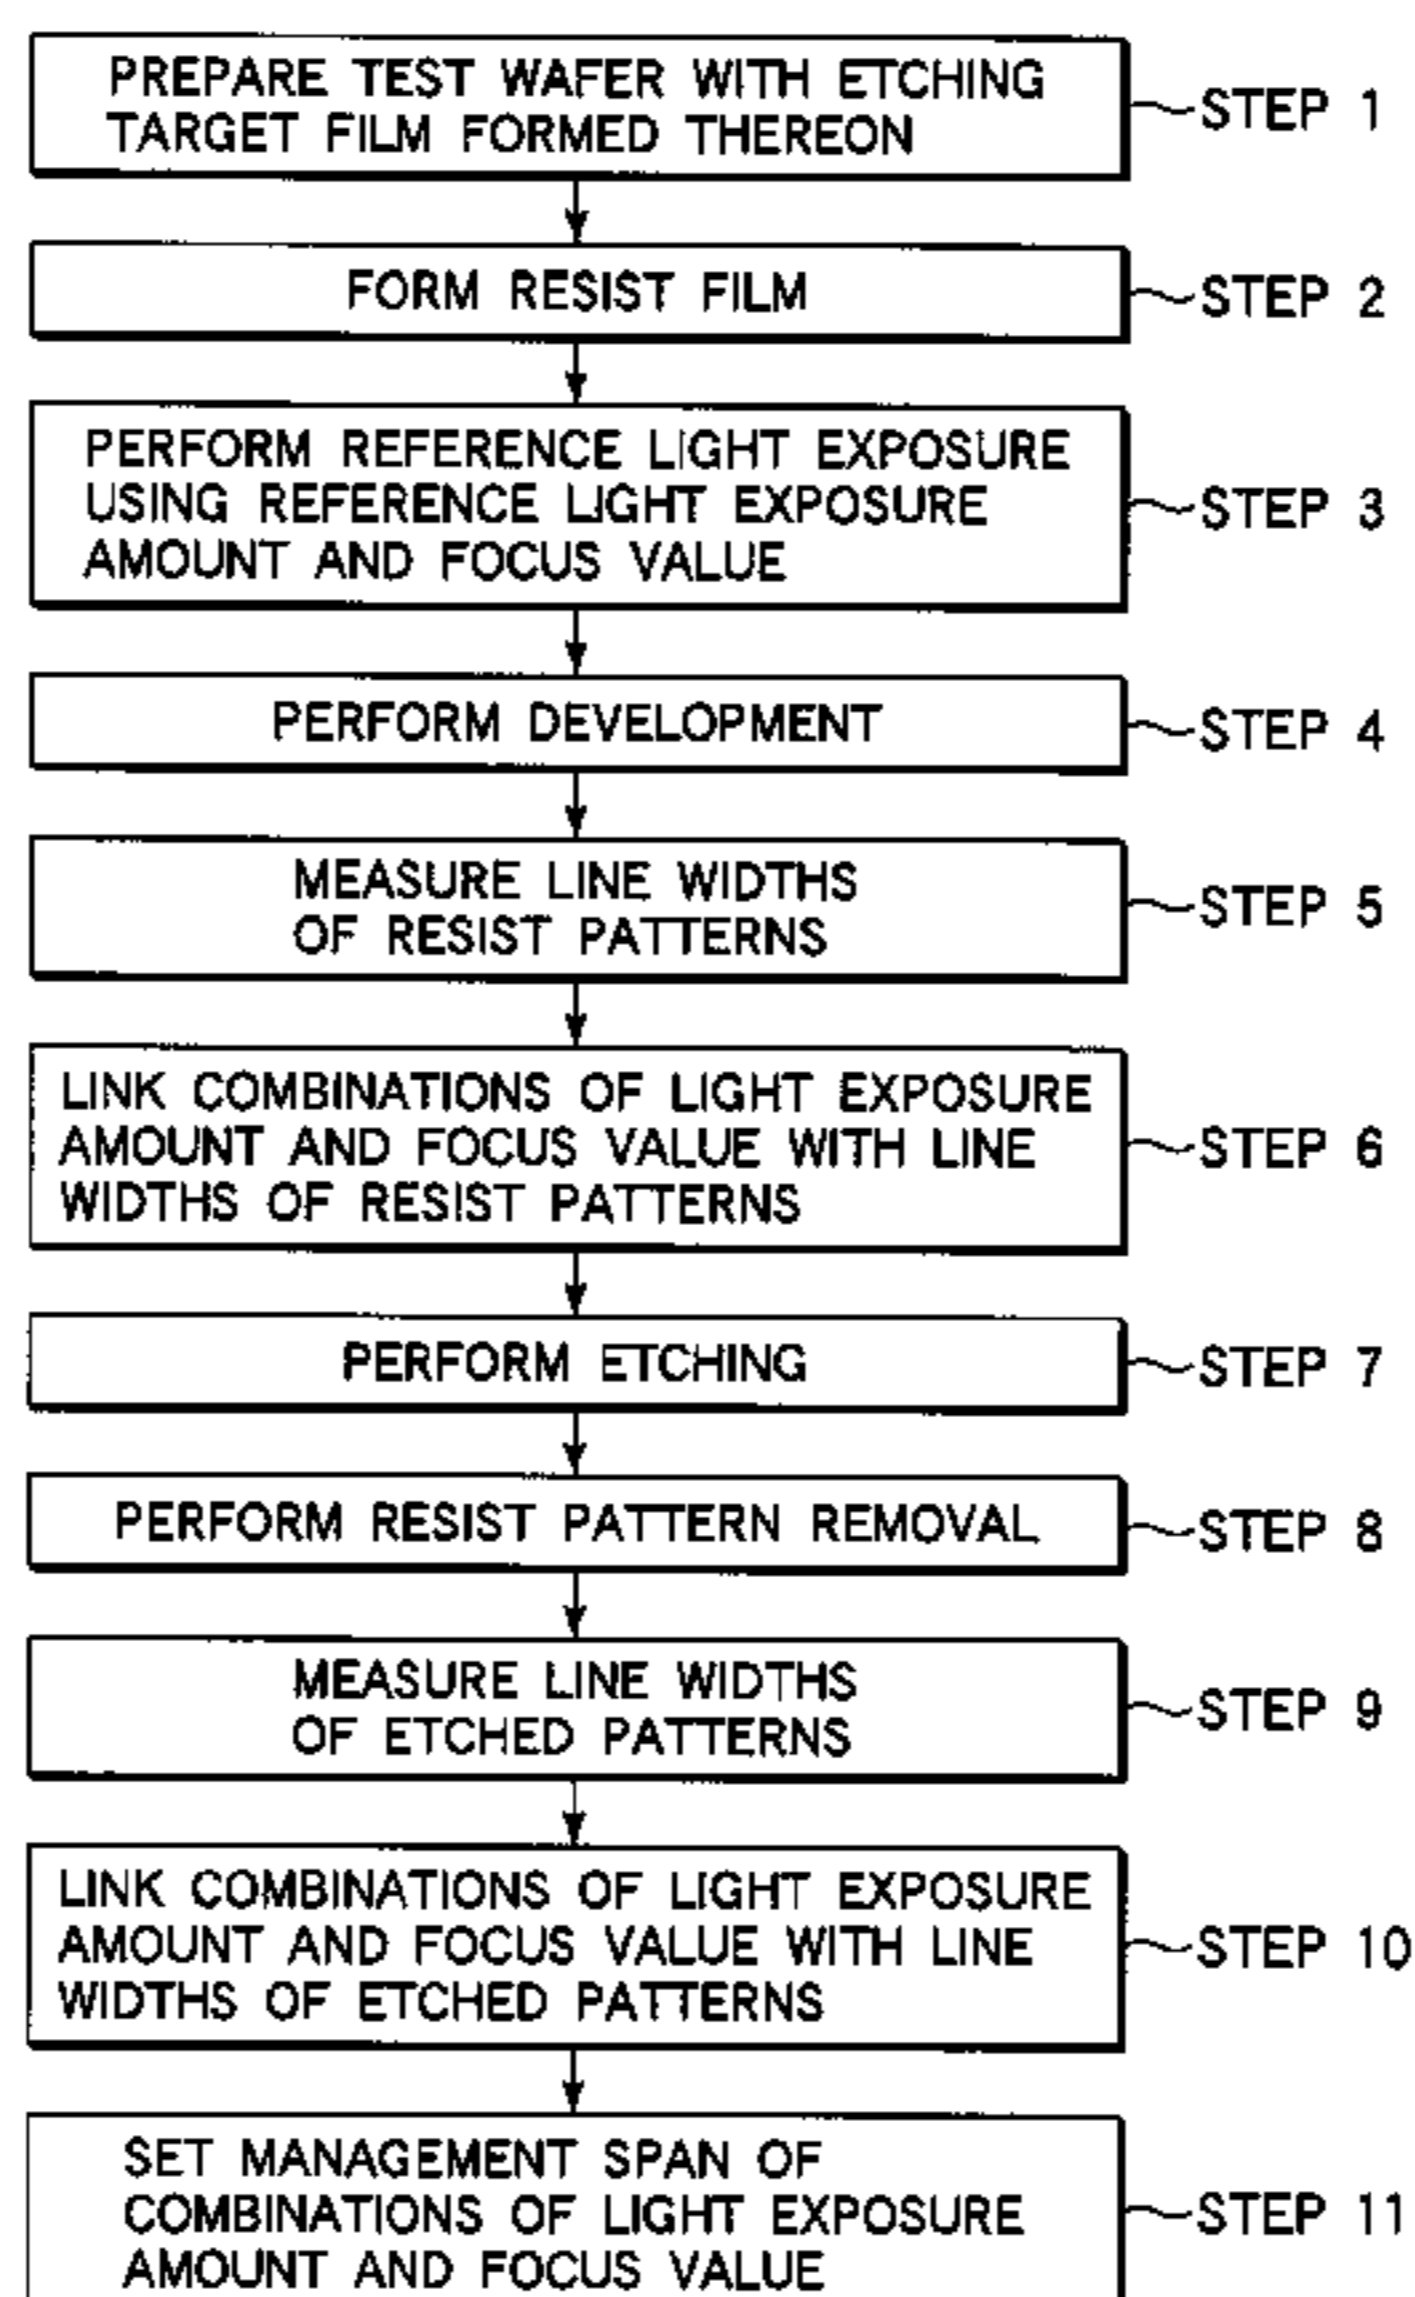 PREPARE TEST WAFER WITH ETCHING
TARGET FILM FORMED THEREON
STEP 1
FORM RESIST FILM
STEP 2
PERFORM REFERENCE LIGHT EXPOSURE
USING REFERENCE LIGHT EXPOSURE
AMOUNT AND FOCUS VALUE
STEP 3
PERFORM DEVELOPMENT
STEP 4
MEASURE LINE WIDTHS
OF RESIST PATTERNS
STEP 5
LINK COMBINATIONS OF LIGHT EXPOSURE
AMOUNT AND FOCUS VALUE WITH LINE
WIDTHS OF RESIST PATTERNS
STEP 6
PERFORM ETCHING
STEP 7
PERFORM RESIST PATTERN REMOVAL
STEP 8
MEASURE LINE WIDTHS
OF ETCHED PATTERNS
STEP 9
LINK COMBINATIONS OF LIGHT EXPOSURE
AMOUNT AND FOCUS VALUE WITH LINE
WIDTHS OF ETCHED PATTERNS
STEP 10
SET MANAGEMENT SPAN OF
COMBINATIONS OF LIGHT EXPOSURE
AMOUNT AND FOCUS VALUE
STEP 11